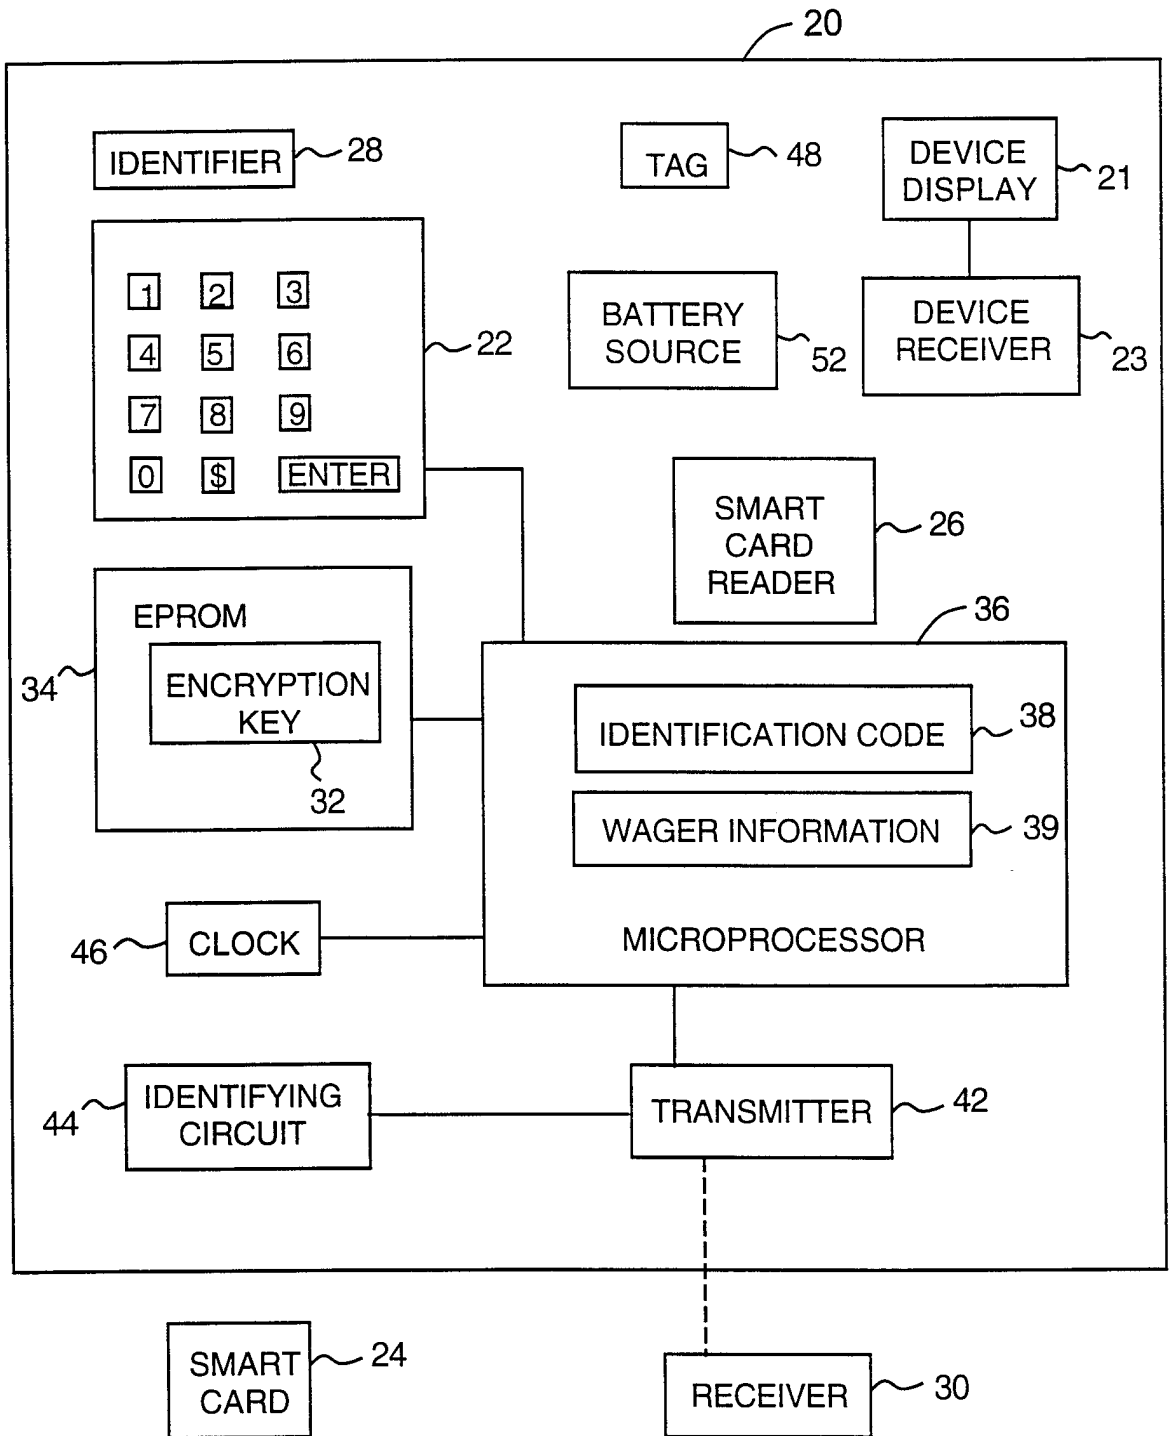 20
IDENTIFIER
28
TAG
48
DEVICE
DISPLAY
21
1 2 3
4 5 6
7 8 9
0 $ ENTER
22
BATTERY
SOURCE
52
DEVICE
RECEIVER
23
SMART
CARD
READER
26
EPROM
ENCRYPTION
KEY
34
32
36
IDENTIFICATION CODE
38
WAGER INFORMATION
39
MICROPROCESSOR
46
CLOCK
44
IDENTIFYING
CIRCUIT
TRANSMITTER
42
SMART
CARD
24
RECEIVER
30